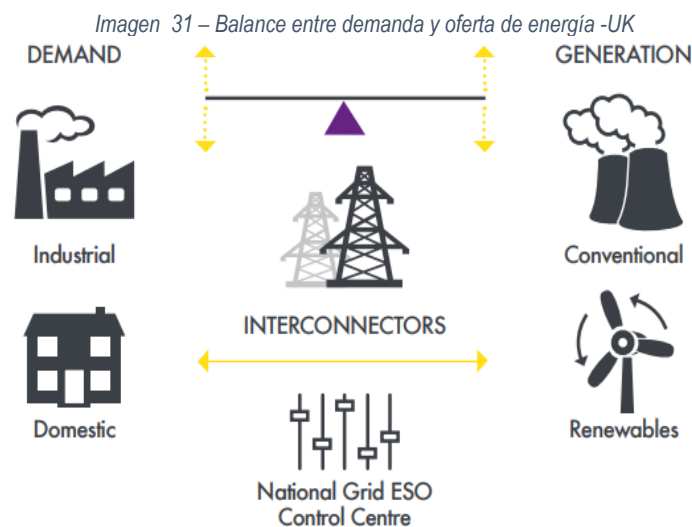 Imagen 31 – Balance entre demanda y oferta de energía -UK
DEMAND
GENERATION
Industrial
Conventional
INTERCONNECTORS
Domestic
Renewables
National Grid ESO
Control Centre